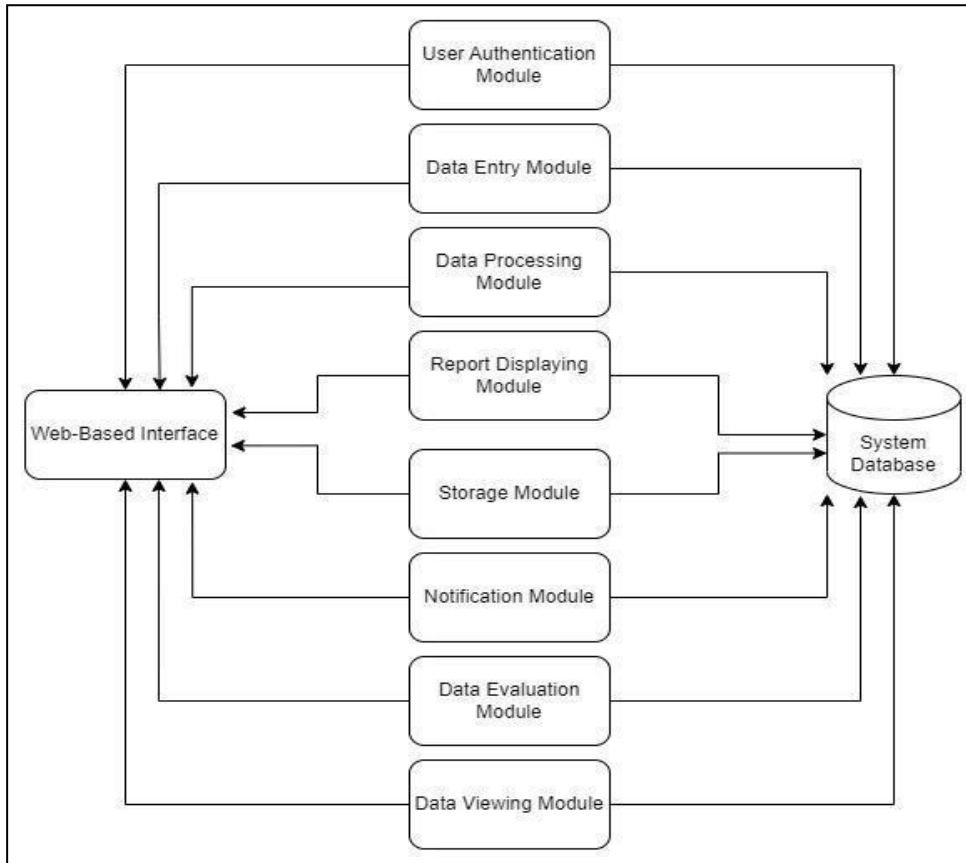 User Authentication
Module
Data Entry Module
Data Processing
Module
Report Displaying
Module
Web-Based Interface
System
Database
Storage Module
Notification Module
Data Evaluation
Module
Data Viewing Module